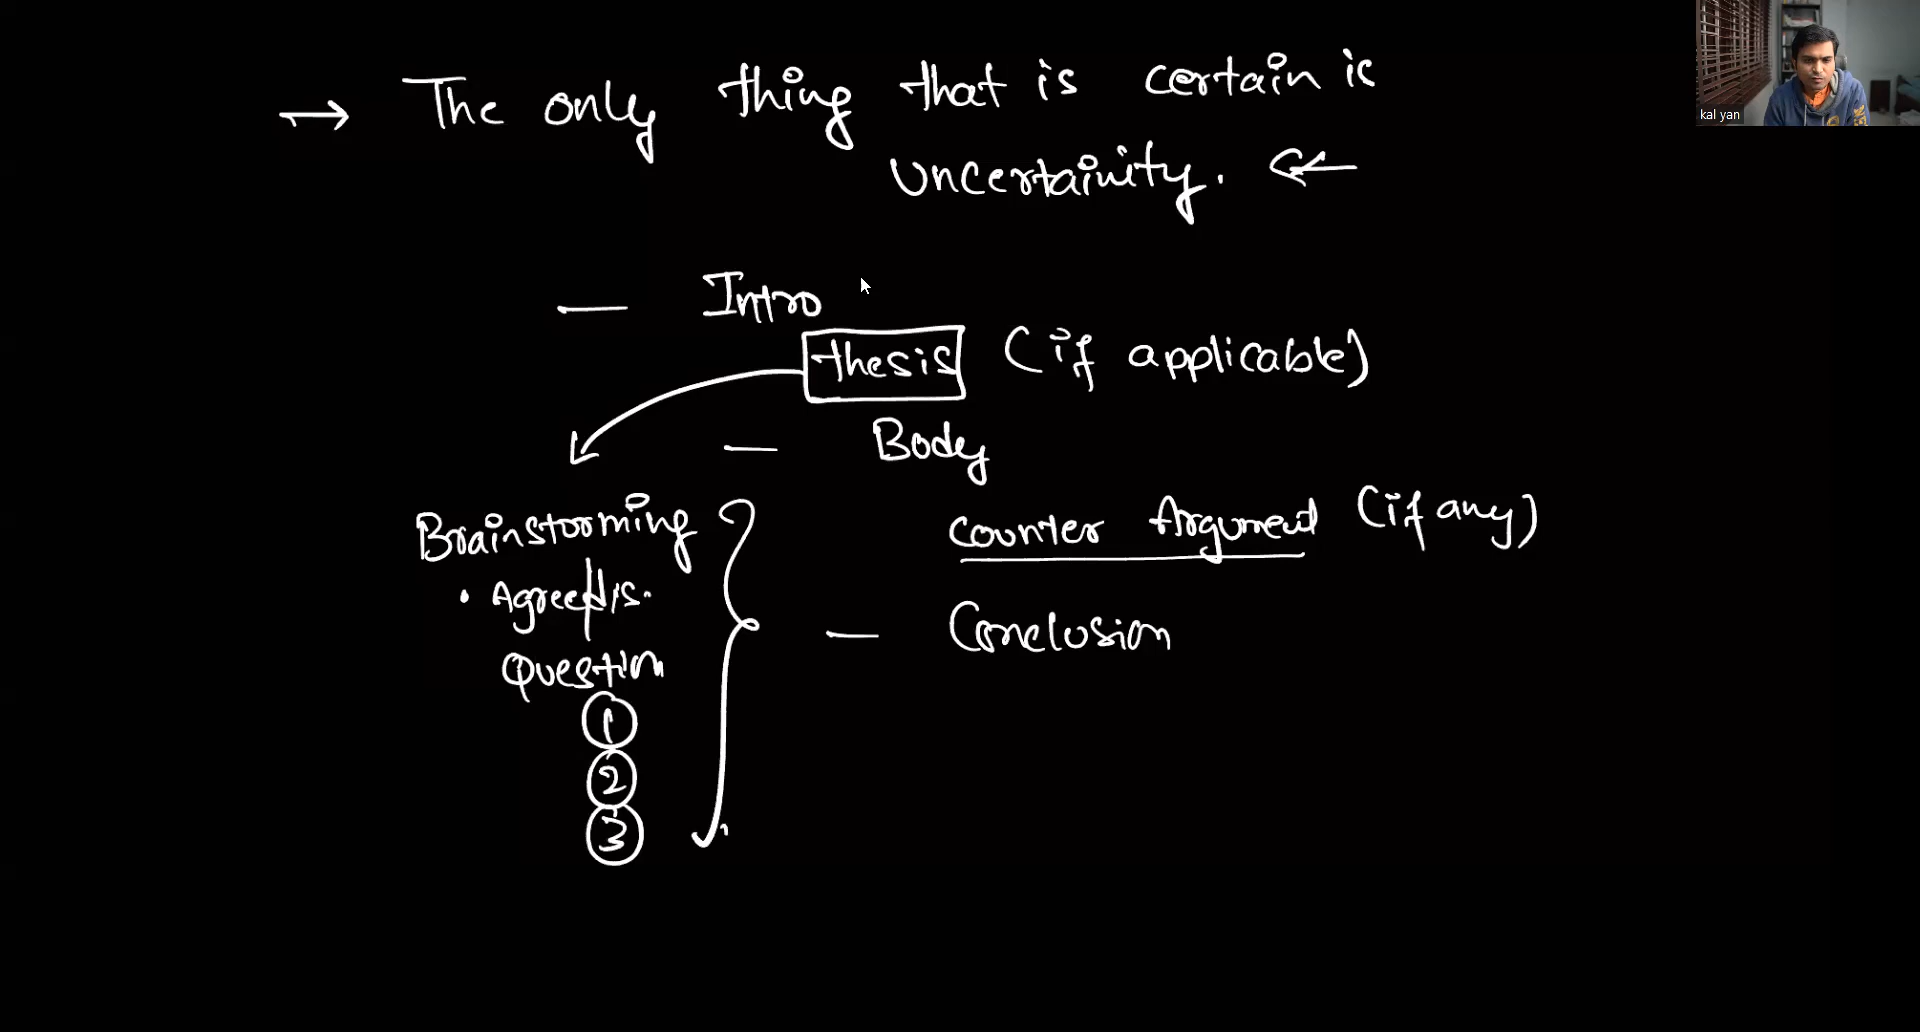 → The only thing that is certain is
uncertainity. ←
kal yan
— Intro
thesis (if applicable)
— Body
Brainstorming
counter Argument (if any)
• Agree/Dis.
Question
— Conclusion
1
2
3